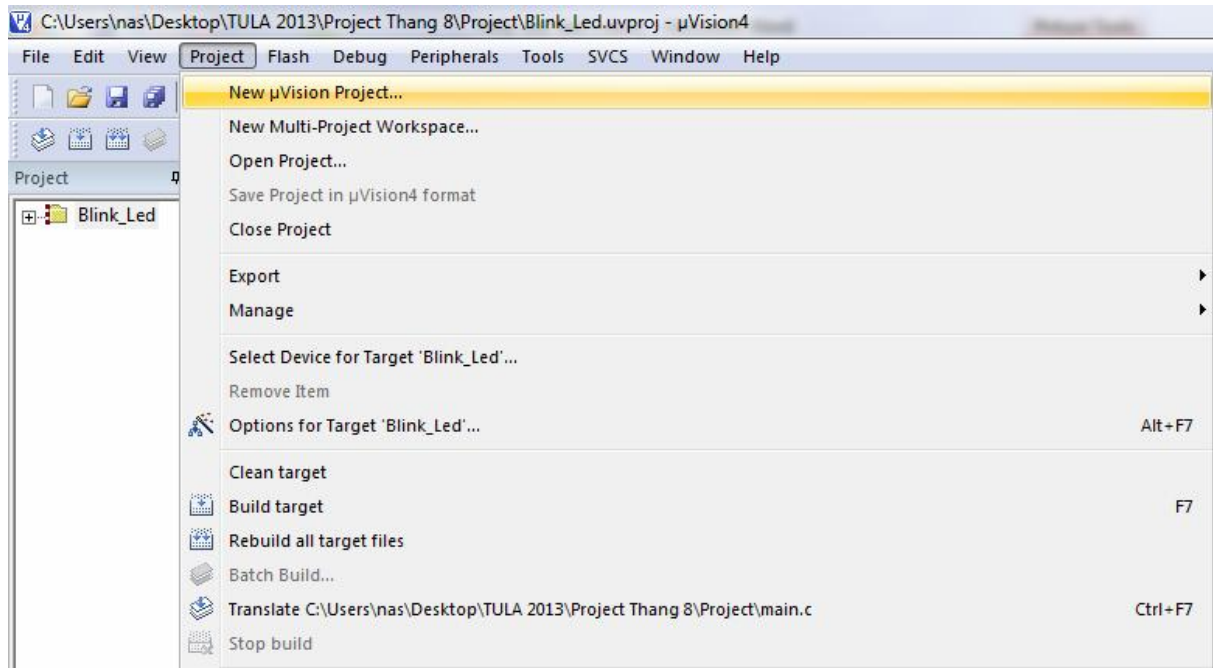 C:\Users\nas\Desktop\TULA 2013\Project Thang 8\Project\Blink_Led.uvproj - µVision4
File Edit View Project Flash Debug Peripherals Tools SVCS Window Help
New µVision Project...
New Multi-Project Workspace...
Open Project...
Save Project in µVision4 format
Close Project
Export
Manage
Select Device for Target 'Blink_Led'...
Remove Item
Options for Target 'Blink_Led'... Alt+F7
Clean target
Build target F7
Rebuild all target files
Batch Build...
Translate C:\Users\nas\Desktop\TULA 2013\Project Thang 8\Project\main.c Ctrl+F7
Stop build
Project
Blink_Led